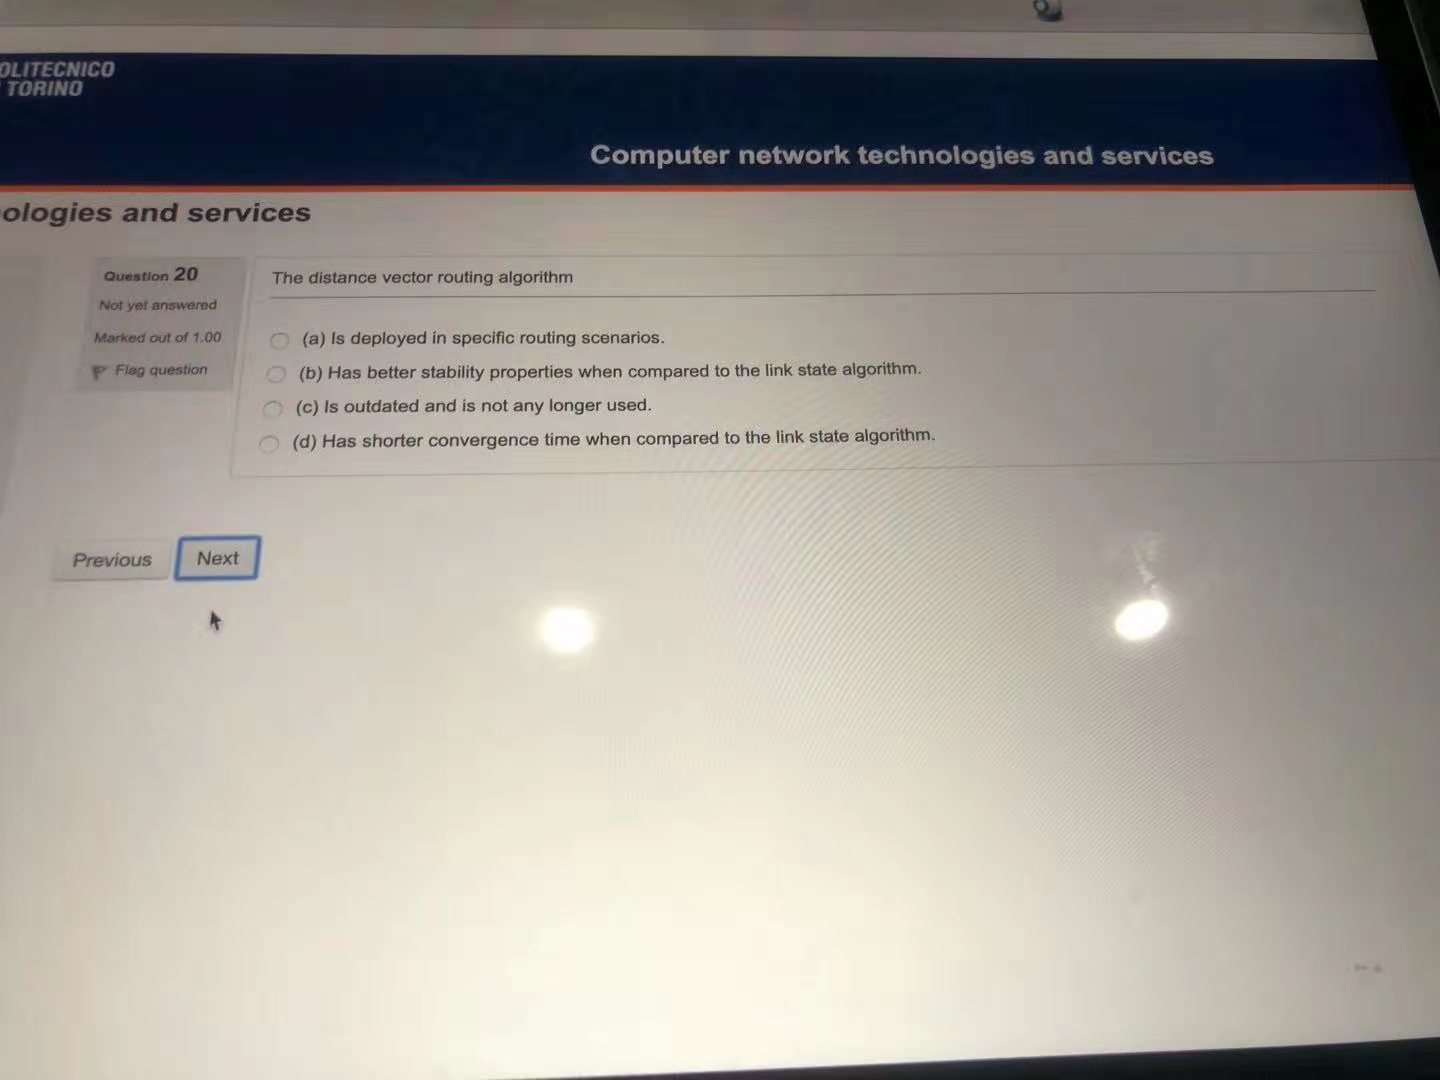 OLITECNICO
TORINO
Computer network technologies and services
ologies and services
Question 20
Not yet answered
Marked out of 1.00
Flag question
The distance vector routing algorithm
(a) Is deployed in specific routing scenarios.
(b) Has better stability properties when compared to the link state algorithm.
(c) Is outdated and is not any longer used.
(d) Has shorter convergence time when compared to the link state algorithm.
Previous
Next